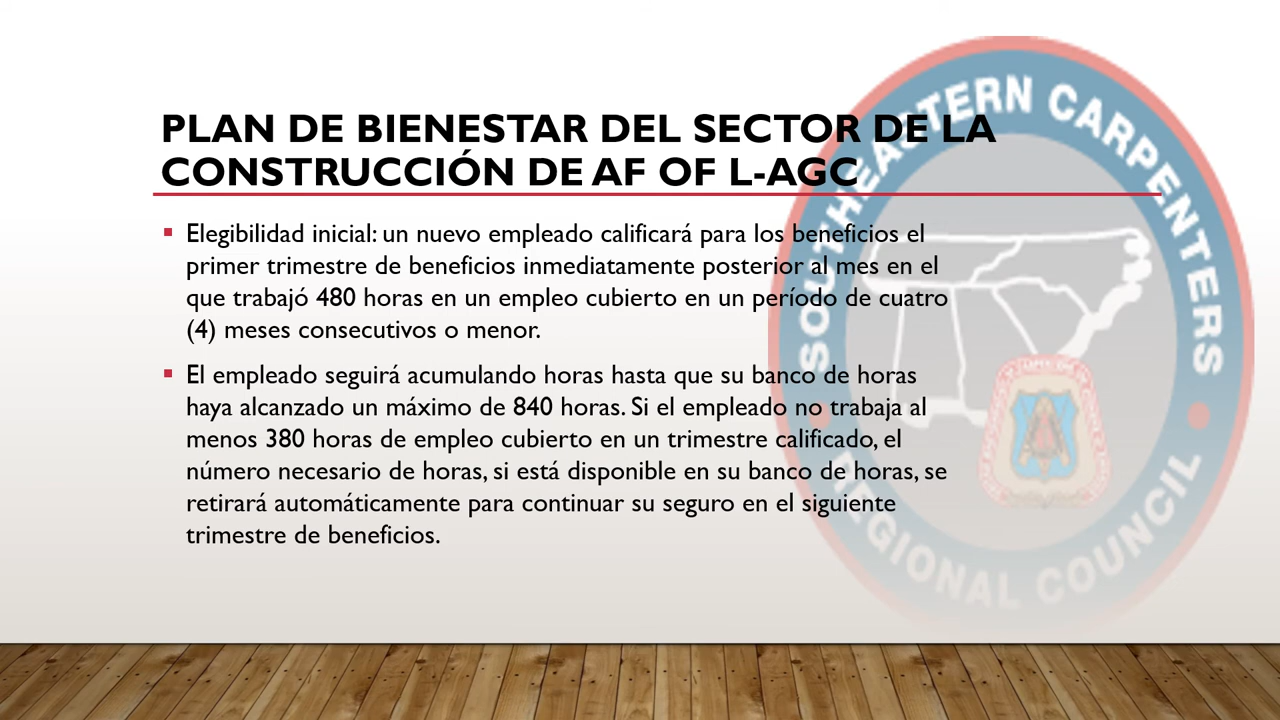 PLAN DE BIENESTAR DEL SECTOR DE LA
CONSTRUCCIÓN DE AF OF L-AGC
Elegibilidad inicial: un nuevo empleado calificará para los beneficios el
primer trimestre de beneficios inmediatamente posterior al mes en el
que trabajó 480 horas en un empleo cubierto en un período de cuatro
(4) meses consecutivos o menor.
El empleado seguirá acumulando horas hasta que su banco de horas
haya alcanzado un máximo de 840 horas. Si el empleado no trabaja al
menos 380 horas de empleo cubierto en un trimestre calificado, el
número necesario de horas, si está disponible en su banco de horas, se
retirará automáticamente para continuar su seguro en el siguiente
trimestre de beneficios.
SOUTHEASTERN CARPENTERS
REGIONAL COUNCIL